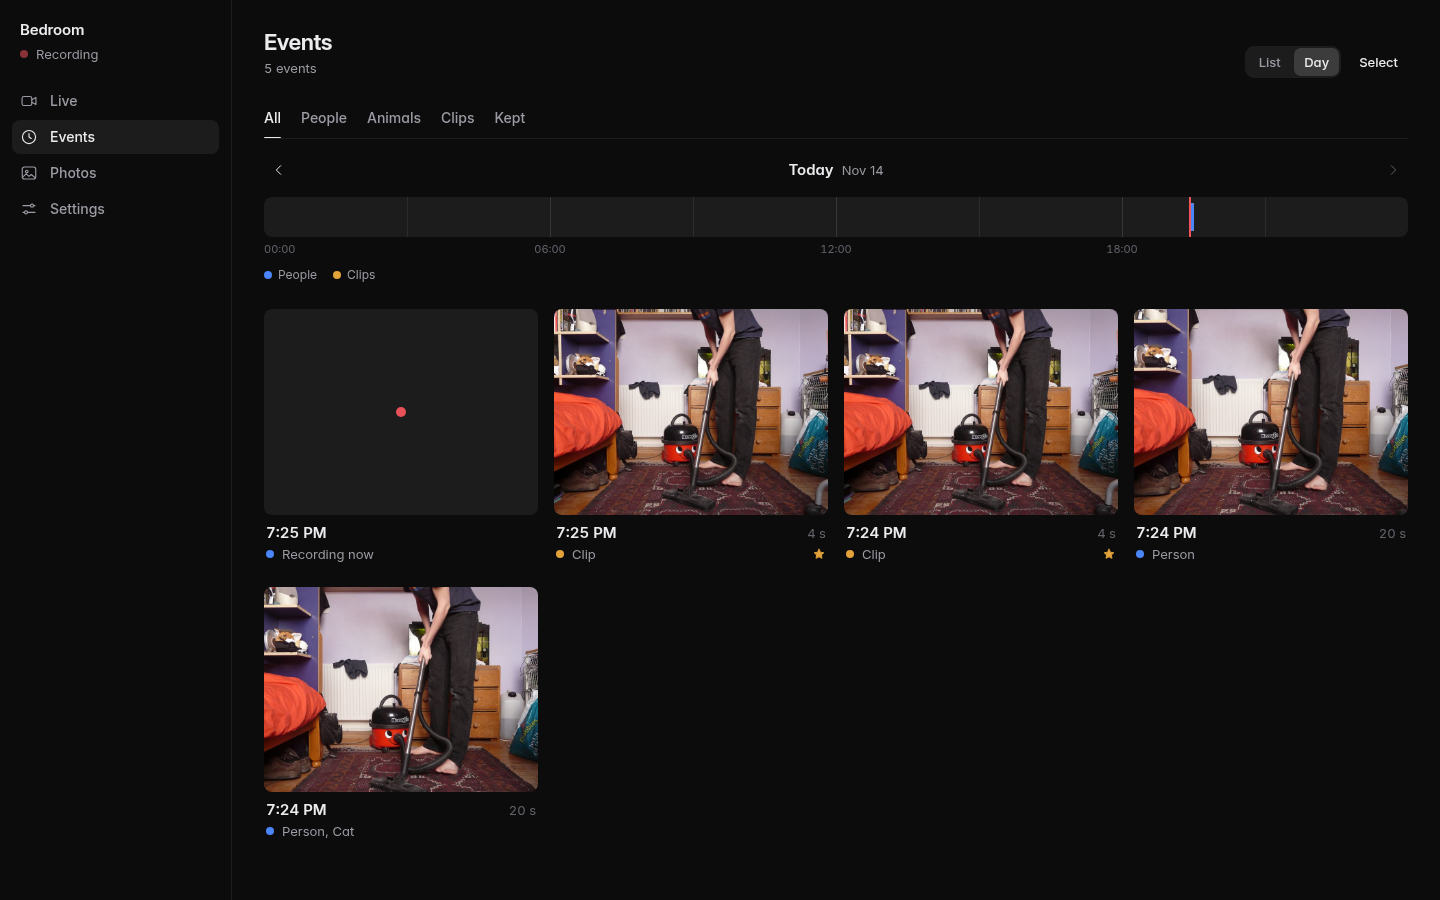 Bedroom
Recording
Live
Events
Photos
Settings
Events
5 events
List Day Select
All People Animals Clips Kept
Today Nov 14
00:00 06:00 12:00 18:00
People Clips
7:25 PM
Recording now
7:25 PM 4 s
Clip
7:24 PM 4 s
Clip
7:24 PM 20 s
Person
7:24 PM 20 s
Person, Cat